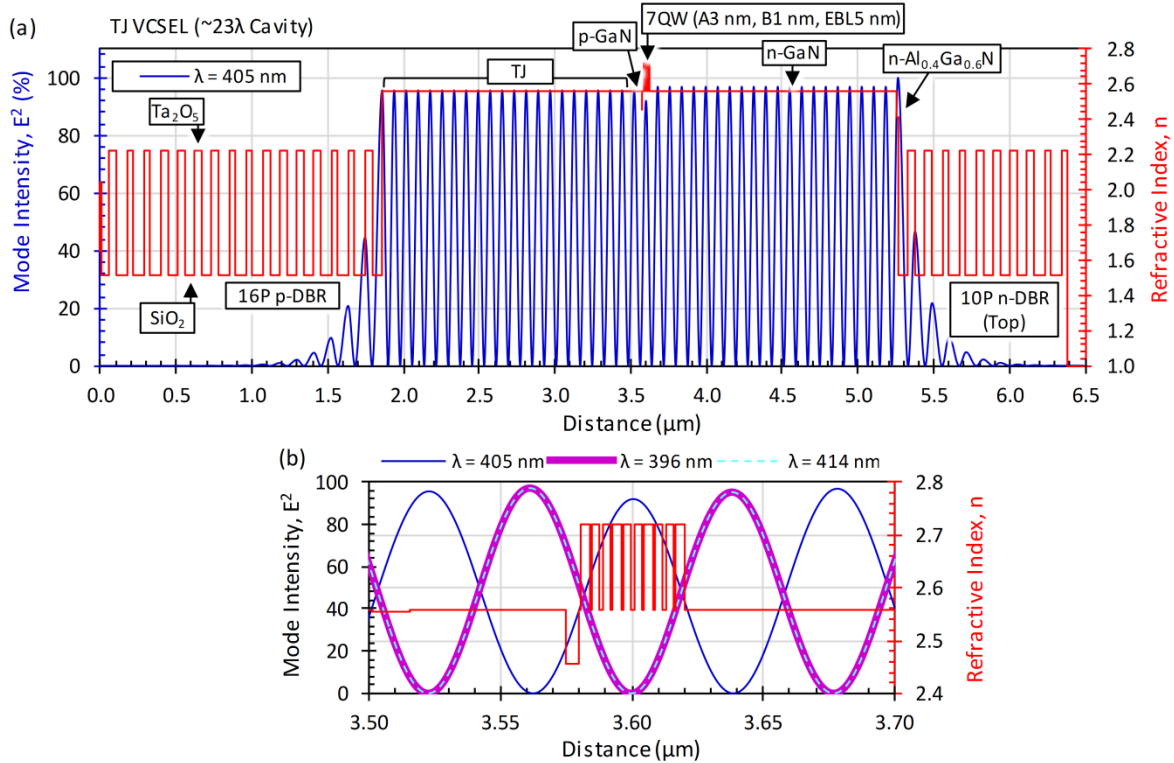 (a)
TJ VCSEL (~23λ Cavity)
7QW (A3 nm, B1 nm, EBL5 nm)
p-GaN
n-GaN
n-Al0.4Ga0.6N
λ = 405 nm
TJ
Ta2O5
SiO2
16P p-DBR
10P n-DBR
(Top)
Mode Intensity, E² (%)
100
80
60
40
20
0
2.8
2.6
2.4
2.2
2.0
1.8
1.6
1.4
1.2
1.0
Refractive Index, n
0.0 0.5 1.0 1.5 2.0 2.5 3.0 3.5 4.0 4.5 5.0 5.5 6.0 6.5
Distance (µm)
(b)
λ = 405 nm λ = 396 nm λ = 414 nm
Mode Intensity, E²
100
80
60
40
20
0
2.8
2.7
2.6
2.5
2.4
Refractive Index, n
3.50 3.55 3.60 3.65 3.70
Distance (µm)